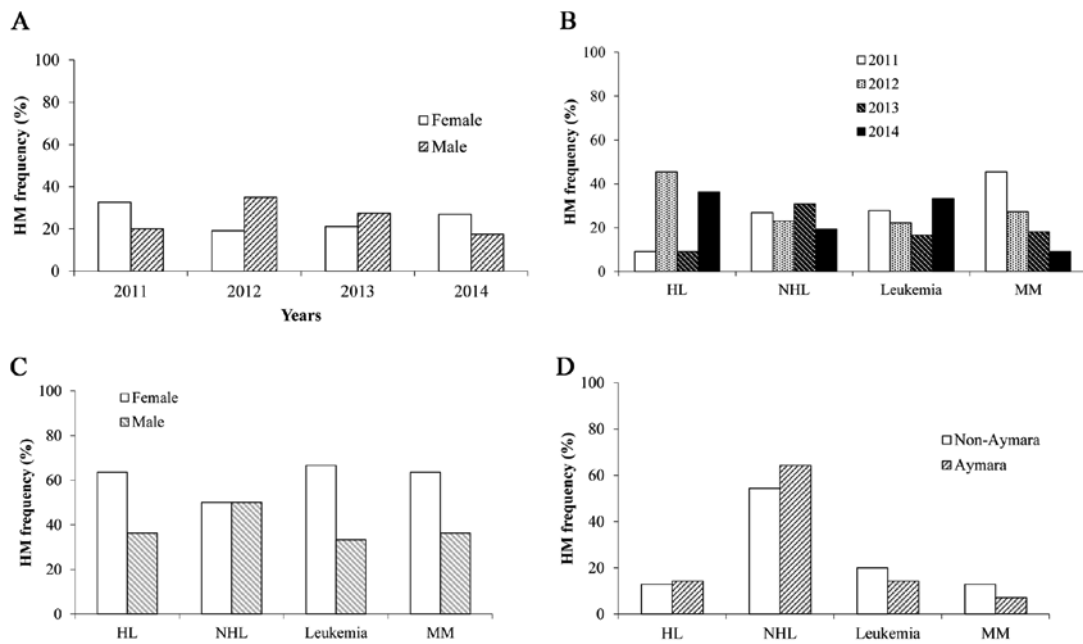 A
HM frequency (%)
100
80
60
40
20
0
Female
Male
2011 2012 2013 2014
Years
B
HM frequency (%)
100
80
60
40
20
0
2011
2012
2013
2014
HL NHL Leukemia MM
C
HM frequency (%)
100
80
60
40
20
0
Female
Male
HL NHL Leukemia MM
D
HM frequency (%)
100
80
60
40
20
0
Non-Aymara
Aymara
HL NHL Leukemia MM